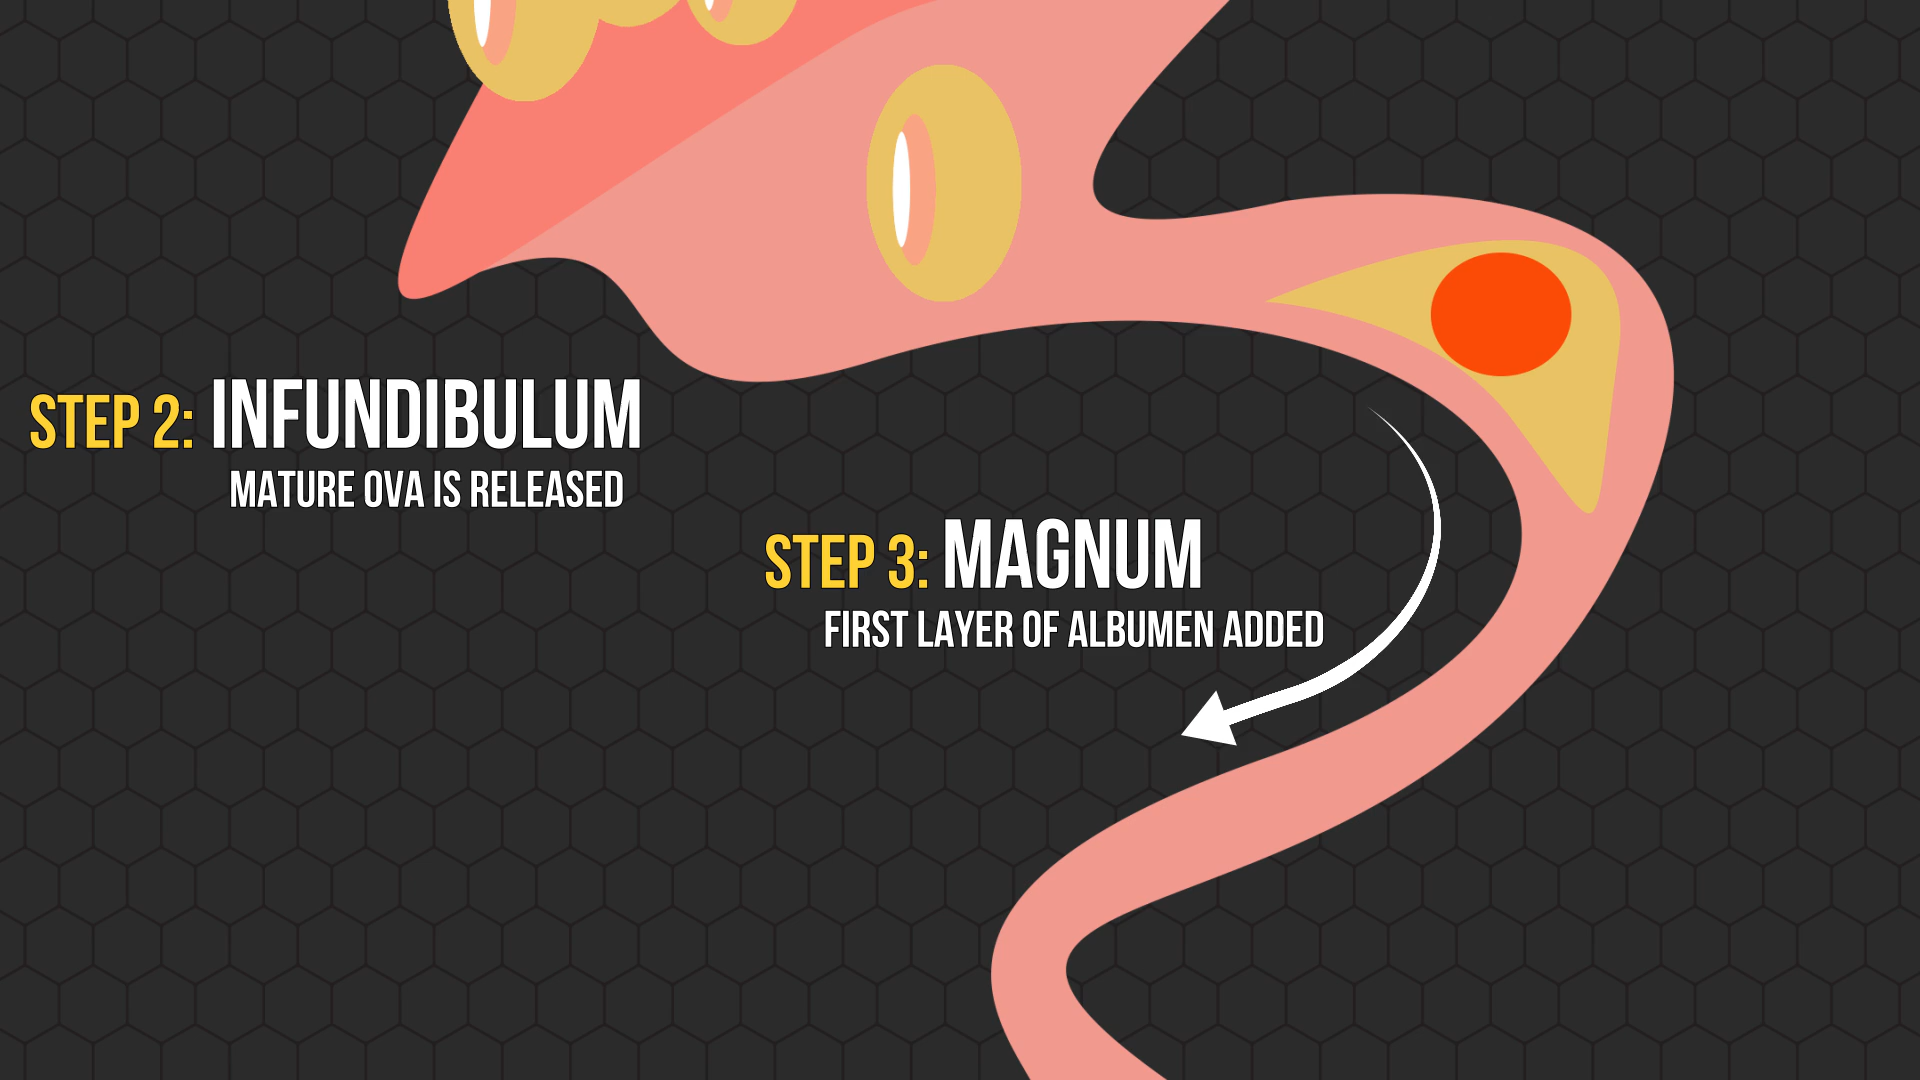 STEP 2: INFUNDIBULUM
MATURE OVA IS RELEASED
STEP 3: MAGNUM
FIRST LAYER OF ALBUMEN ADDED